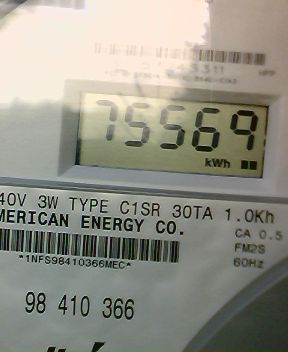 75569
kWh
40V 3W TYPE C1SR 30TA 1.0Kh
MERICAN ENERGY CO.
CA 0.5
FM2S
*1NFS98410366MEC*
60Hz
98 410 366